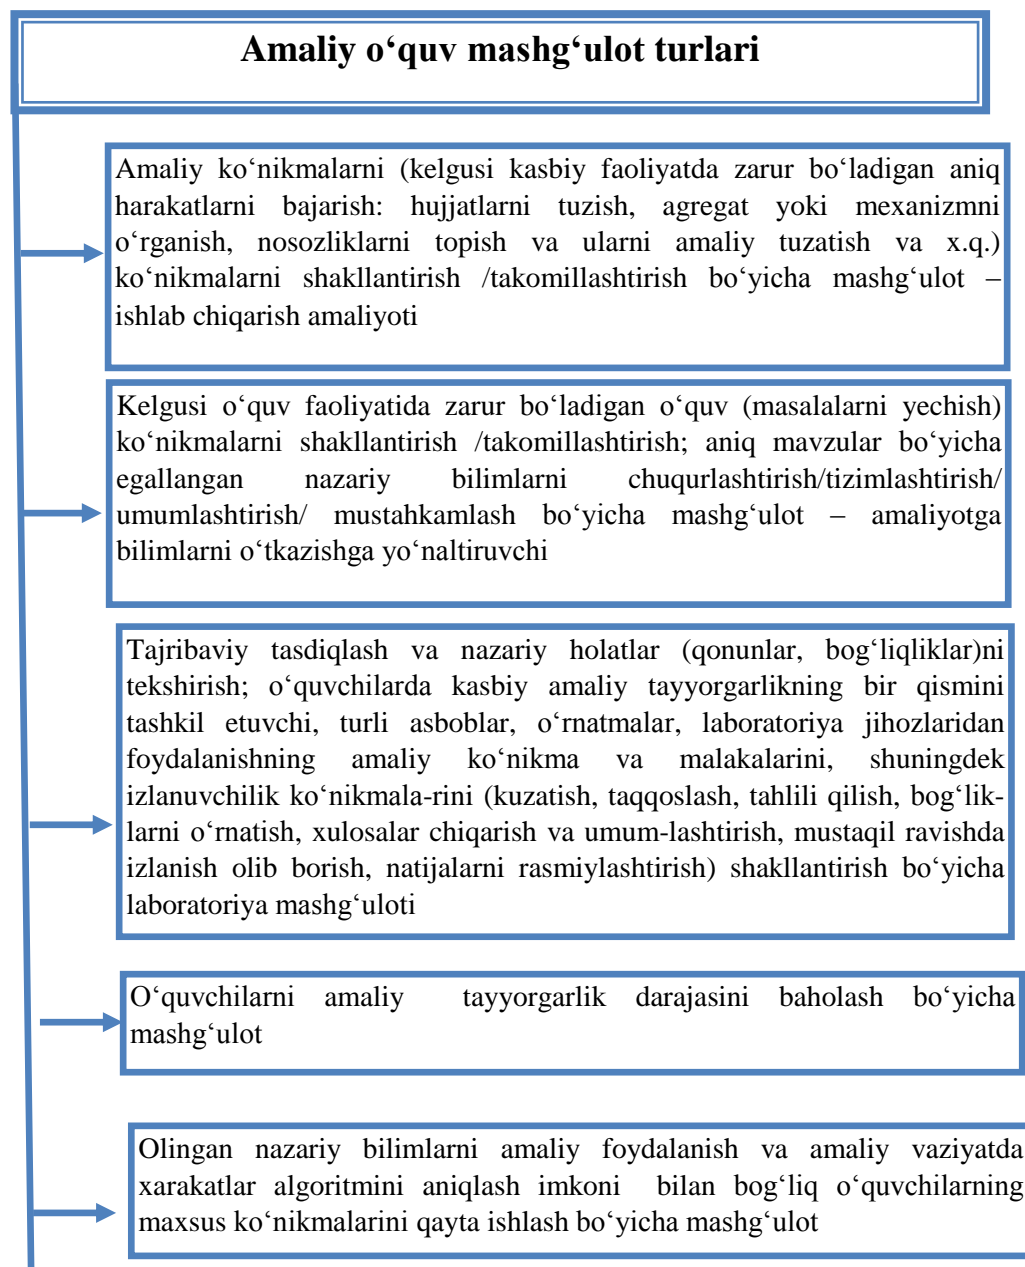 Amaliy o‘quv mashg‘ulot turlari
Amaliy ko‘nikmalarni (kelgusi kasbiy faoliyatda zarur bo‘ladigan aniq
harakatlarni bajarish: hujjatlarni tuzish, agregat yoki mexanizmni
o‘rganish, nosozliklarni topish va ularni amaliy tuzatish va x.q.)
ko‘nikmalarni shakllantirish /takomillashtirish bo‘yicha mashg‘ulot –
ishlab chiqarish amaliyoti
Kelgusi o‘quv faoliyatida zarur bo‘ladigan o‘quv (masalalarni yechish)
ko‘nikmalarni shakllantirish /takomillashtirish; aniq mavzular bo‘yicha
egallangan nazariy bilimlarni chuqurlashtirish/tizimlashtirish/
umumlashtirish/ mustahkamlash bo‘yicha mashg‘ulot – amaliyotga
bilimlarni o‘tkazishga yo‘naltiruvchi
Tajribaviy tasdiqlash va nazariy holatlar (qonunlar, bog‘liqliklar)ni
tekshirish; o‘quvchilarda kasbiy amaliy tayyorgarlikning bir qismini
tashkil etuvchi, turli asboblar, o‘rnatmalar, laboratoriya jihozlaridan
foydalanishning amaliy ko‘nikma va malakalarini, shuningdek
izlanuvchilik ko‘nikmala-rini (kuzatish, taqqoslash, tahlili qilish, bog‘lik-
larni o‘rnatish, xulosalar chiqarish va umum-lashtirish, mustaqil ravishda
izlanish olib borish, natijalarni rasmiylashtirish) shakllantirish bo‘yicha
laboratoriya mashg‘uloti
O‘quvchilarni amaliy tayyorgarlik darajasini baholash bo‘yicha
mashg‘ulot
Olingan nazariy bilimlarni amaliy foydalanish va amaliy vaziyatda
xarakatlar algoritmini aniqlash imkoni bilan bog‘liq o‘quvchilarning
maxsus ko‘nikmalarini qayta ishlash bo‘yicha mashg‘ulot